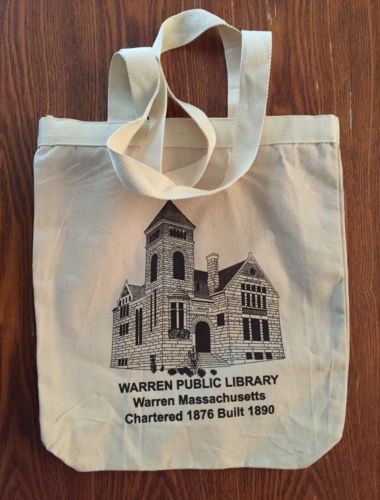 WARREN PUBLIC LIBRARY
Warren Massachusetts
Chartered 1876 Built 1890